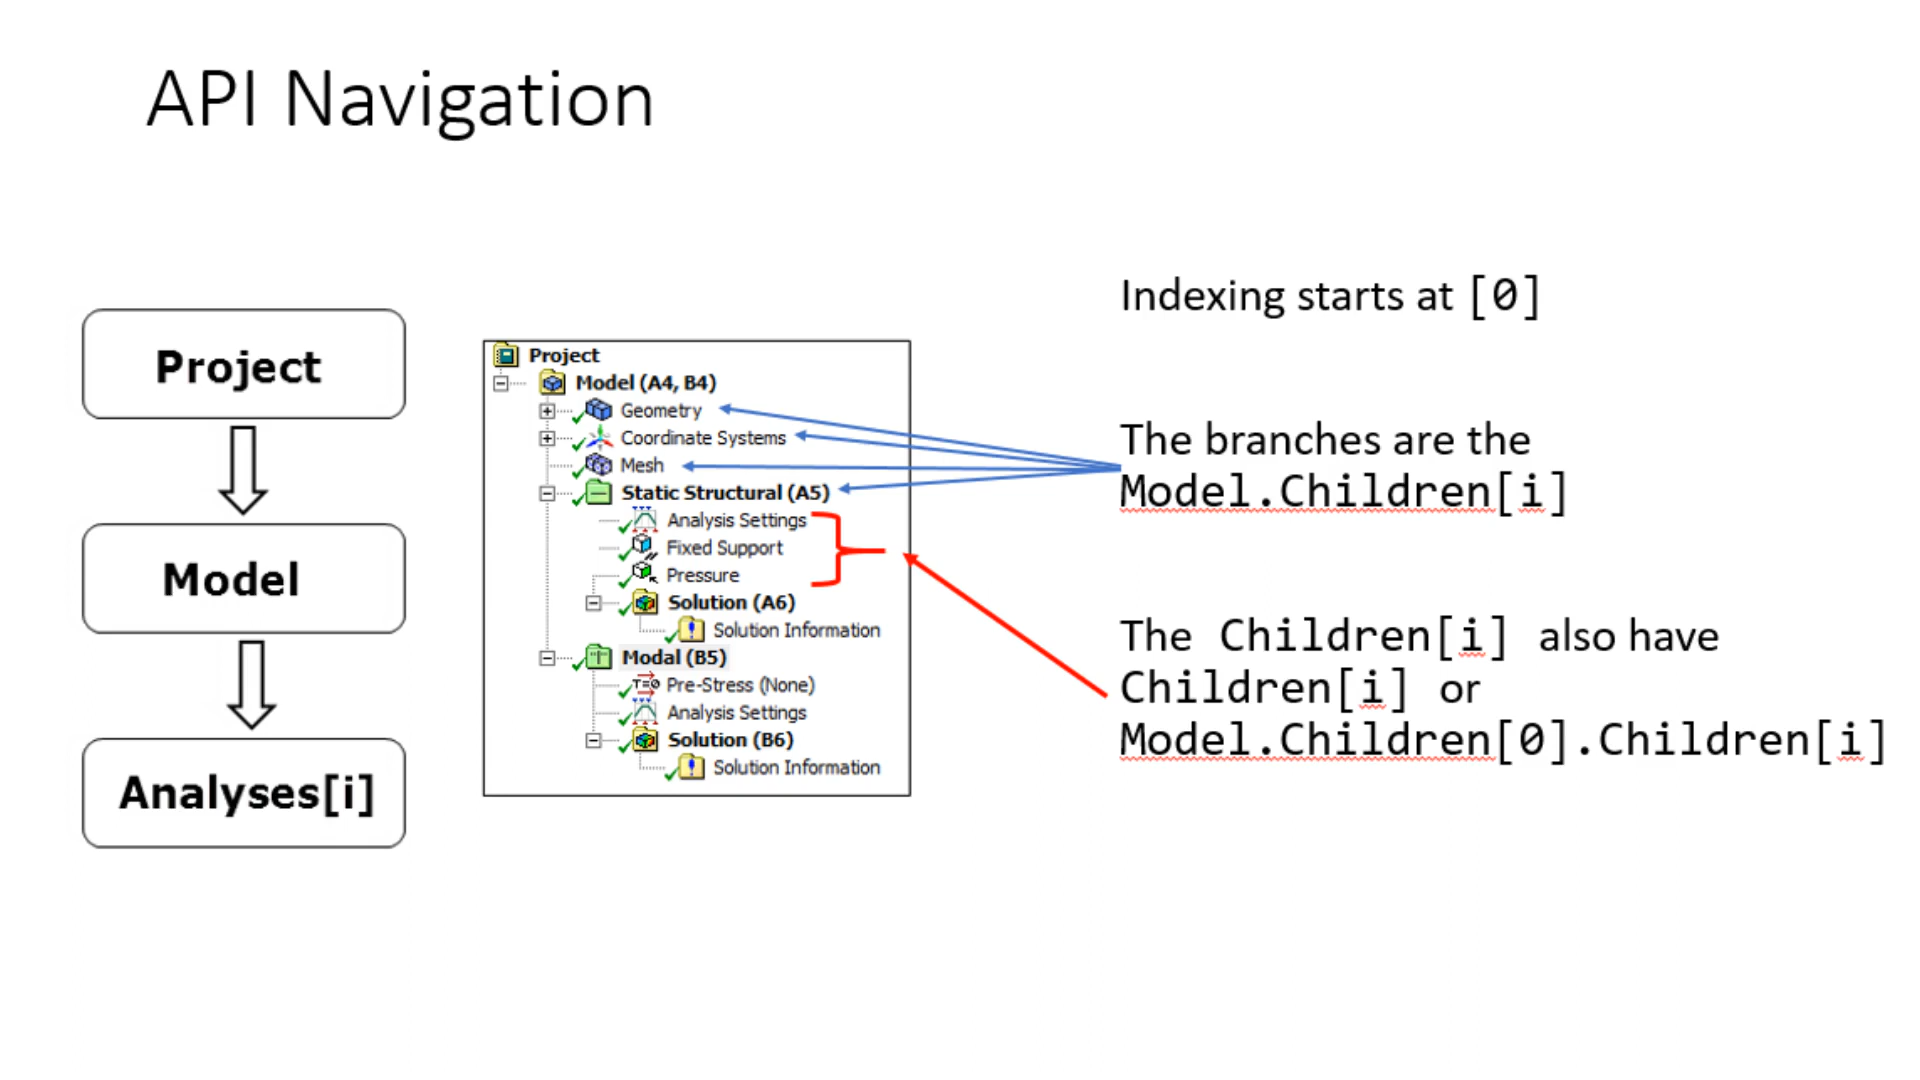 API Navigation
Project
Model
Analyses[i]
Project
Model (A4, B4)
Geometry
Coordinate Systems
Mesh
Static Structural (A5)
Analysis Settings
Fixed Support
Pressure
Solution (A6)
Solution Information
Modal (B5)
T=0 Pre-Stress (None)
Analysis Settings
Solution (B6)
Solution Information
Indexing starts at [0]
The branches are the
Model.Children[i]
The Children[i] also have
Children[i] or
Model.Children[0].Children[i]